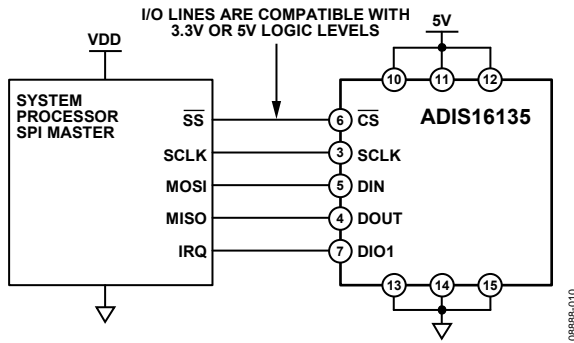 I/O LINES ARE COMPATIBLE WITH
3.3V OR 5V LOGIC LEVELS
VDD
5V
10 11 12
SYSTEM
PROCESSOR
SPI MASTER
ADIS16135
SS 6 CS
SCLK 3 SCLK
MOSI 5 DIN
MISO 4 DOUT
IRQ 7 DIO1
13 14 15
08888-010